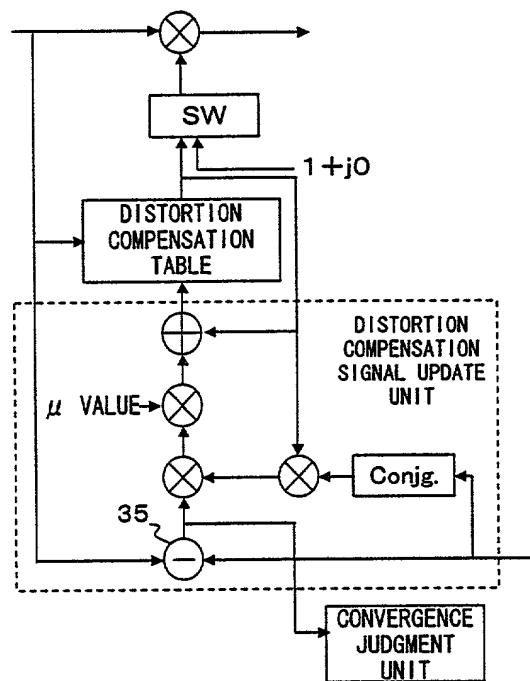 SW
1+j0
DISTORTION
COMPENSATION
TABLE
DISTORTION
COMPENSATION
SIGNAL UPDATE
UNIT
μ VALUE
Conjg.
35
CONVERGENCE
JUDGMENT
UNIT